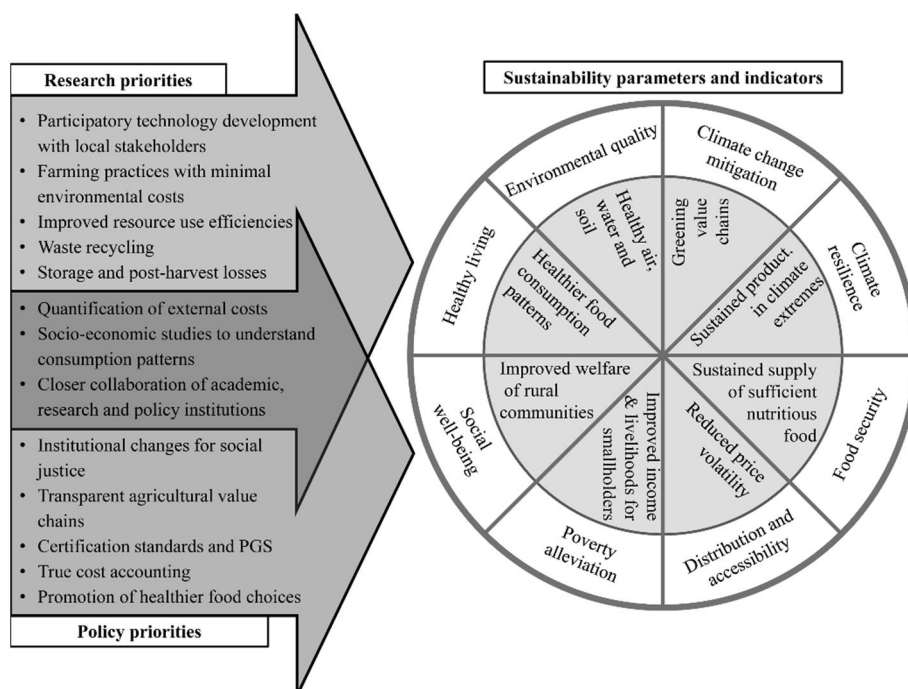 Research priorities
• Participatory technology development
with local stakeholders
• Farming practices with minimal
environmental costs
• Improved resource use efficiencies
• Waste recycling
• Storage and post-harvest losses
• Quantification of external costs
• Socio-economic studies to understand
consumption patterns
• Closer collaboration of academic,
research and policy institutions
• Institutional changes for social
justice
• Transparent agricultural value
chains
• Certification standards and PGS
• True cost accounting
• Promotion of healthier food choices
Policy priorities
Sustainability parameters and indicators
Environmental quality
Climate change
mitigation
Climate
resilience
Food security
Distribution and
accessibility
Poverty
alleviation
Social
well-being
Healthy living
Healthy air,
water and
soil
Greening
value
chains
Sustained product.
in climate
extremes
Sustained supply
of sufficient
nutritious
food
Reduced price
volatility
Improved income
& livelihoods for
smallholders
Improved welfare
of rural
communities
Healthier food
consumption
patterns